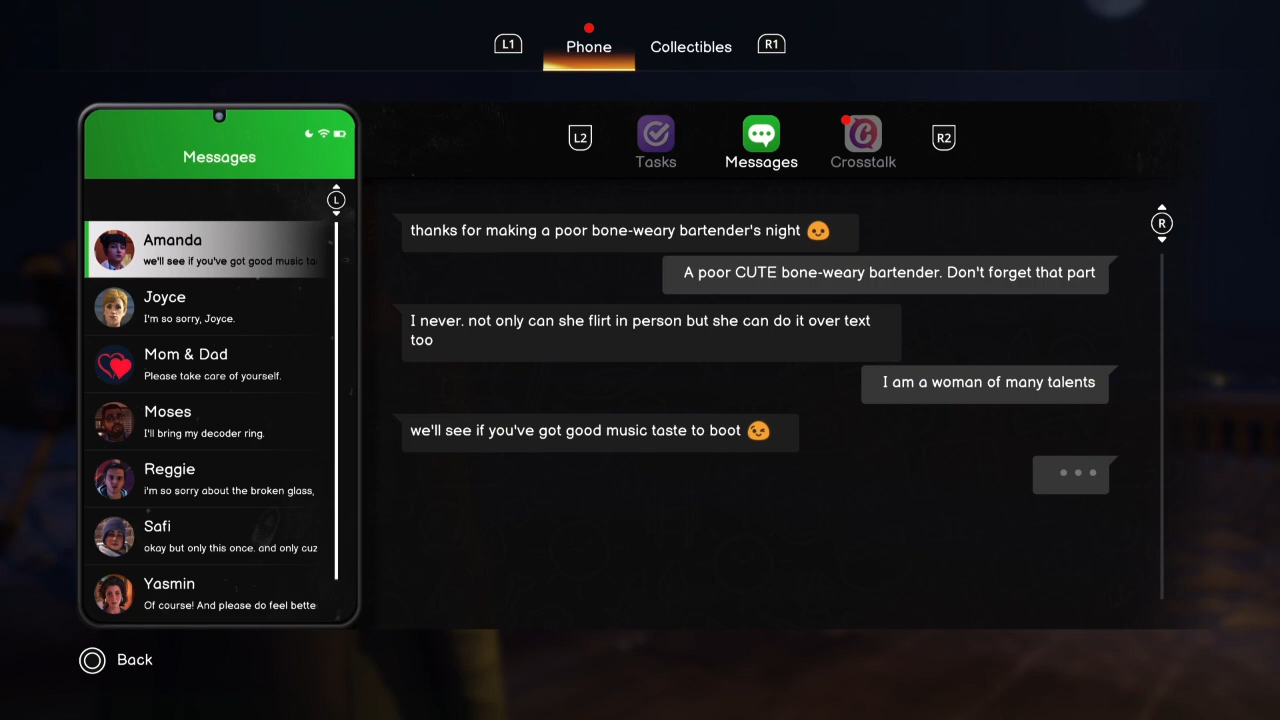 L1
Phone
Collectibles
R1
Messages
L
L2
Tasks
Messages
Crosstalk
R2
Amanda
we'll see if you've got good music ta
Joyce
I'm so sorry, Joyce.
Mom & Dad
Please take care of yourself.
Moses
I'll bring my decoder ring.
Reggie
i'm so sorry about the broken glass,
Safi
okay but only this once. and only cuz
Yasmin
Of course! And please do feel bette
thanks for making a poor bone-weary bartender's night
A poor CUTE bone-weary bartender. Don't forget that part
I never. not only can she flirt in person but she can do it over text
too
I am a woman of many talents
we'll see if you've got good music taste to boot
R
Back